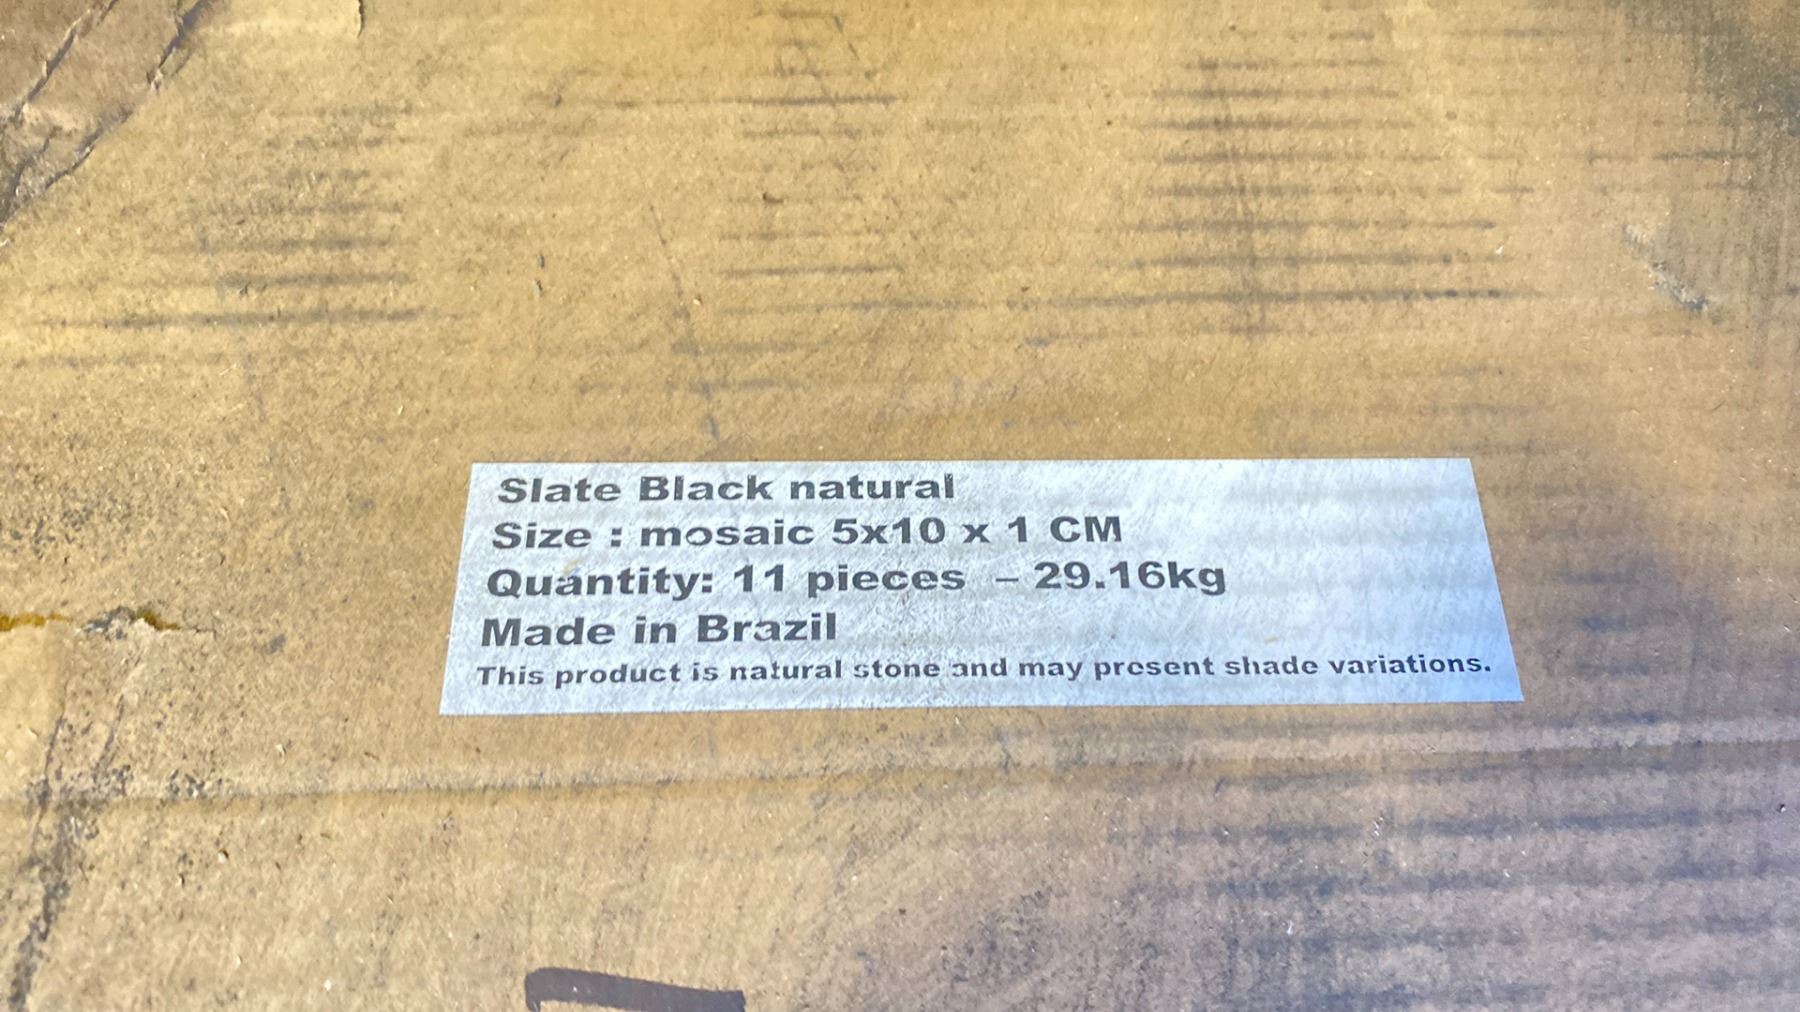 Slate Black natural
Size : mosaic 5x10 x 1 CM
Quantity: 11 pieces – 29.16kg
Made in Brazil
This product is natural stone and may present shade variations.